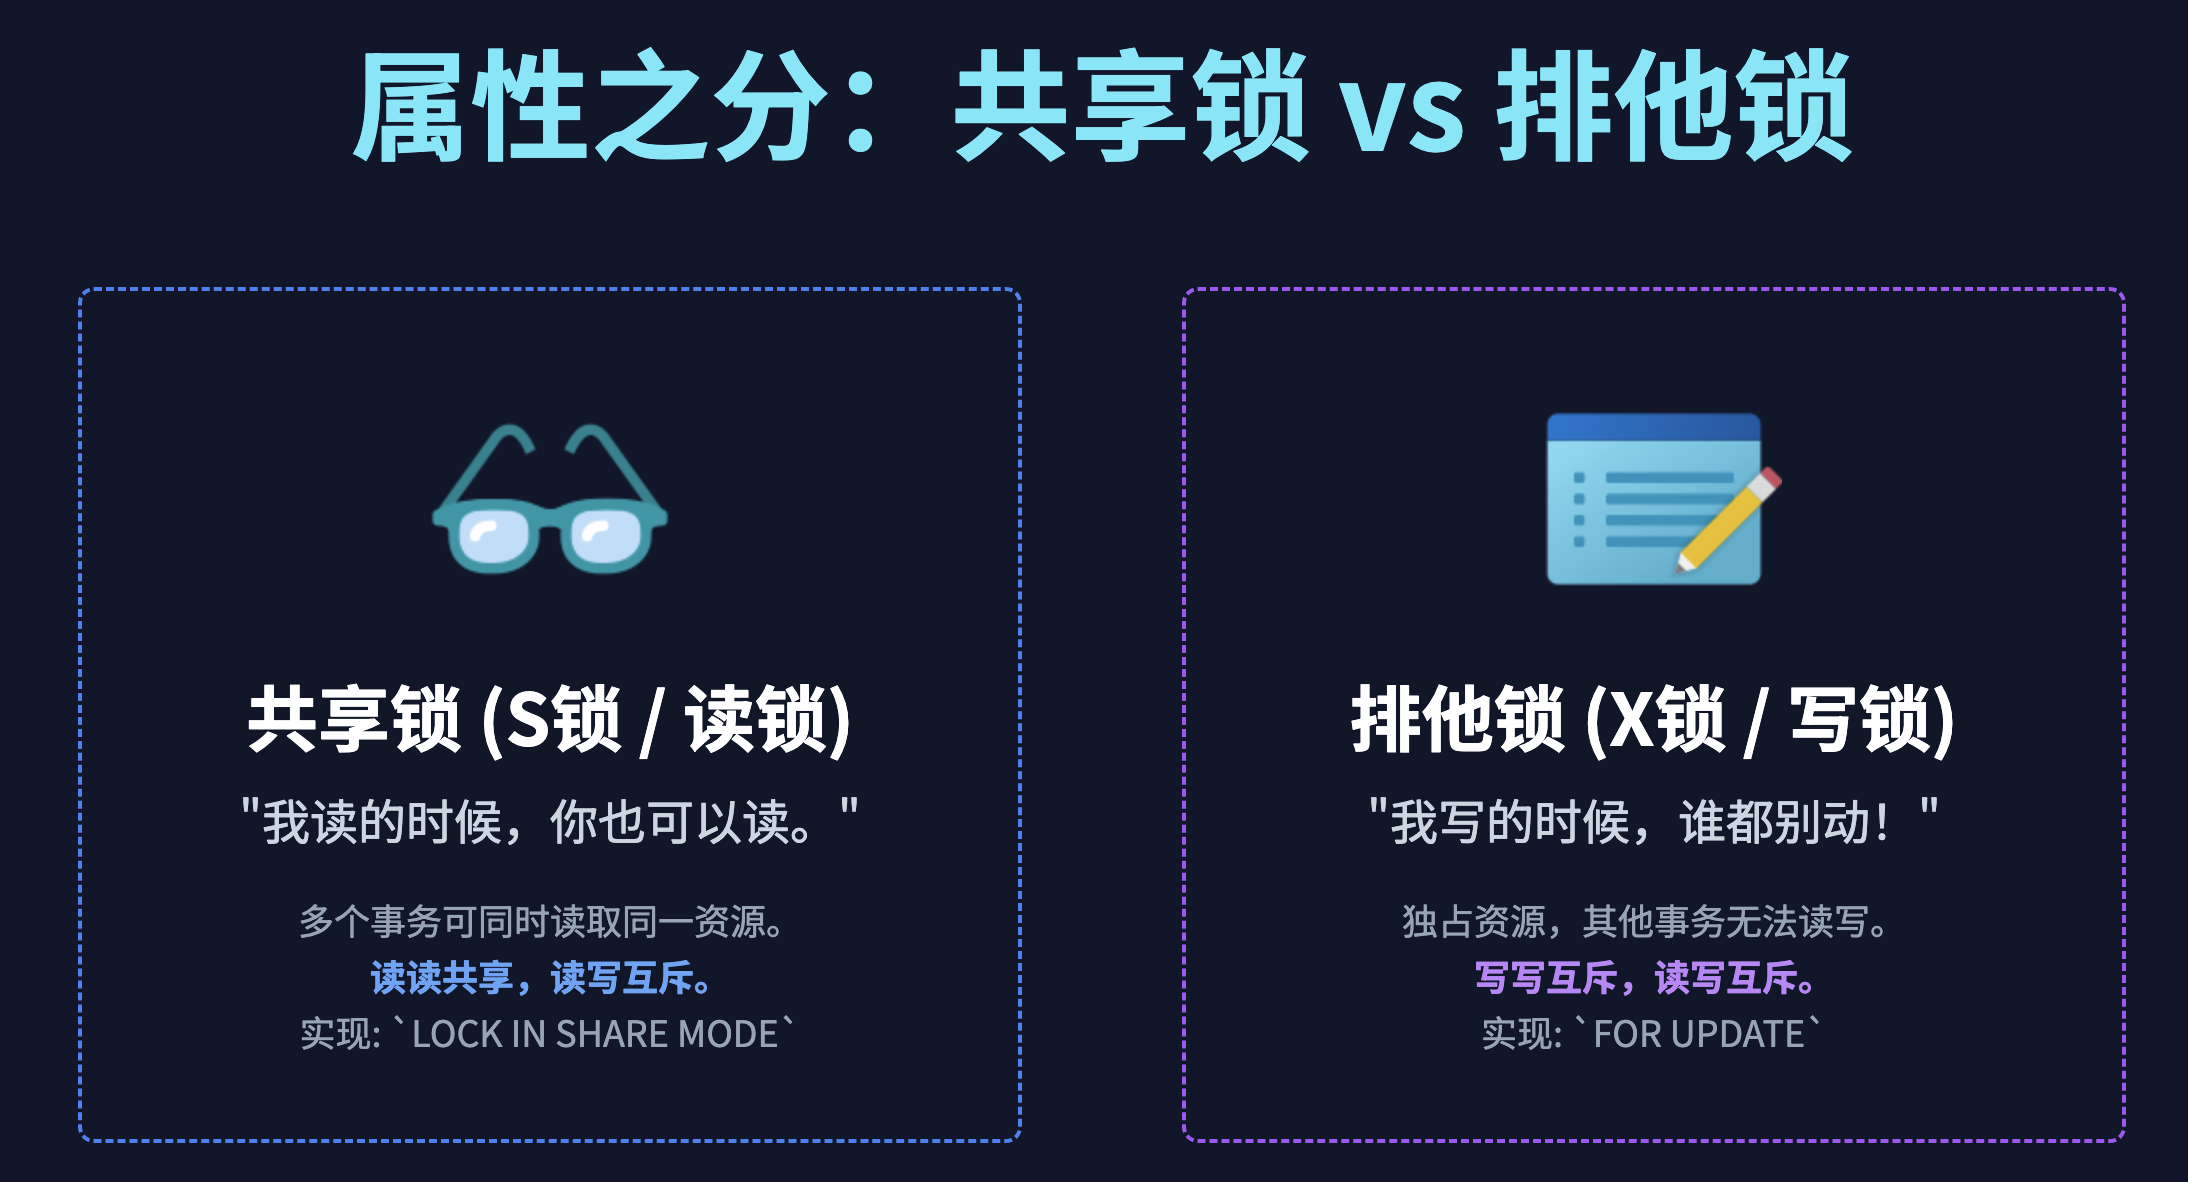 属性之分：共享锁 vs 排他锁
共享锁 (S锁 / 读锁)
"我读的时候，你也可以读。"
多个事务可同时读取同一资源。
读读共享，读写互斥。
实现: `LOCK IN SHARE MODE`
排他锁 (X锁 / 写锁)
"我写的时候，谁都别动！"
独占资源，其他事务无法读写。
写写互斥，读写互斥。
实现: `FOR UPDATE`